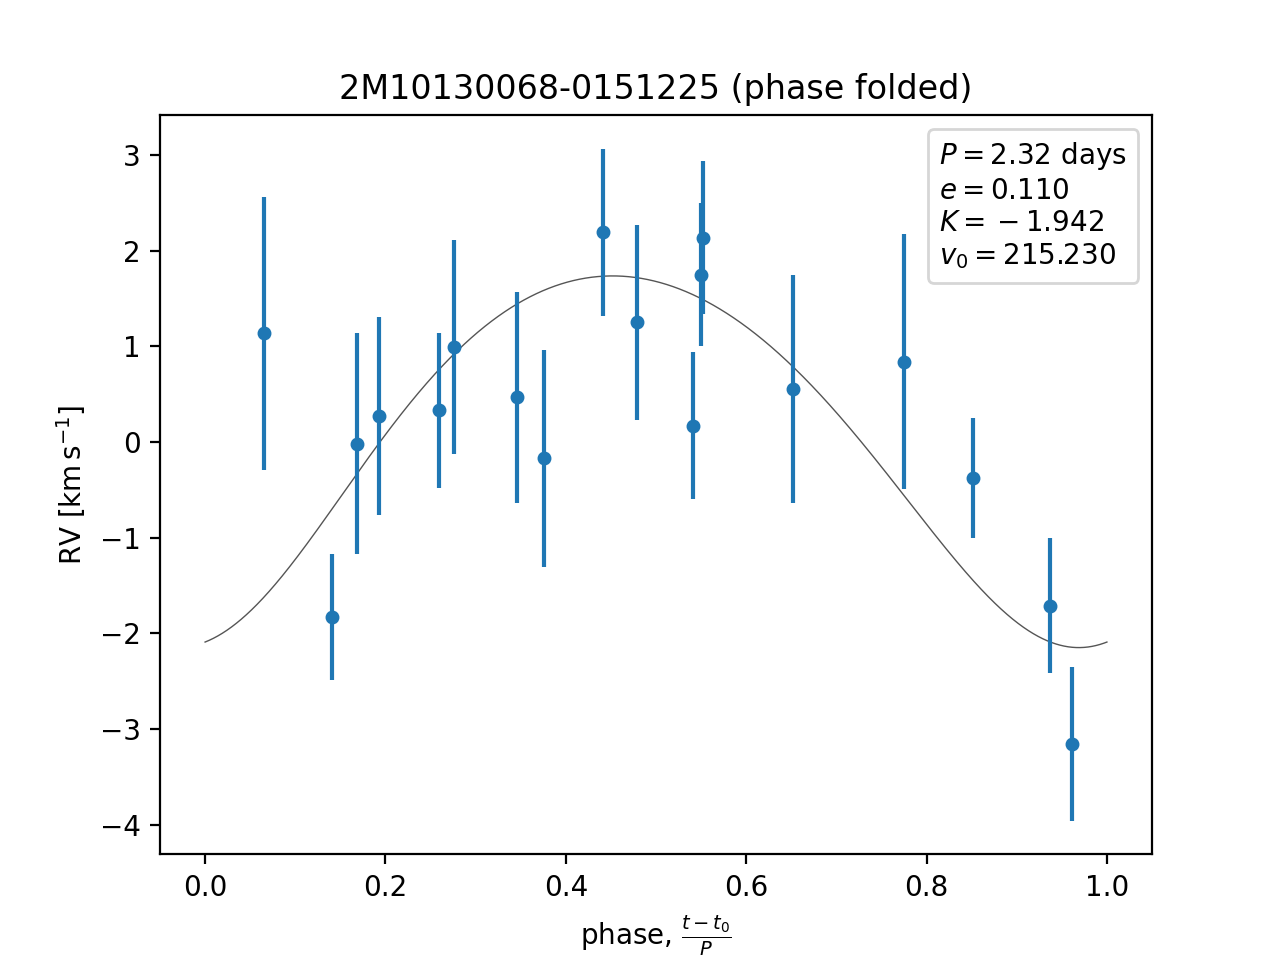 2M10130068-0151225 (phase folded)
P = 2.32 days
e = 0.110
K = −1.942
v₀ = 215.230
3
2
1
0
−1
−2
−3
−4
RV [km s⁻¹]
0.0 0.2 0.4 0.6 0.8 1.0
phase, (t − t₀)/P